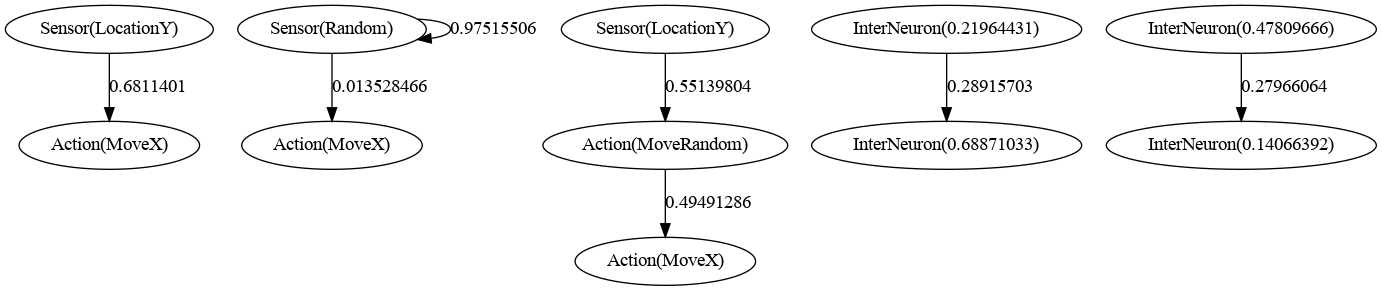 Sensor(LocationY)
Sensor(Random)
0.97515506
Sensor(LocationY)
InterNeuron(0.21964431)
InterNeuron(0.47809666)
0.6811401
0.013528466
0.55139804
0.28915703
0.27966064
Action(MoveX)
Action(MoveX)
Action(MoveRandom)
InterNeuron(0.68871033)
InterNeuron(0.14066392)
0.49491286
Action(MoveX)